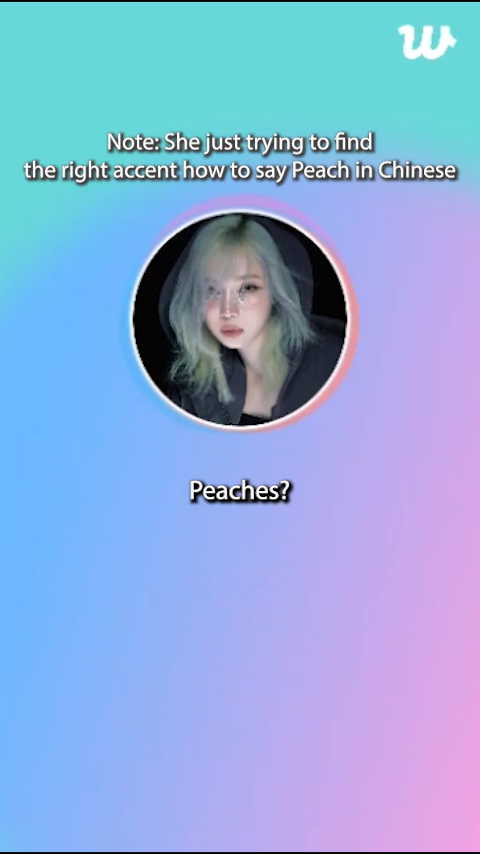 w
Note: She just trying to find
the right accent how to say Peach in Chinese
Peaches?